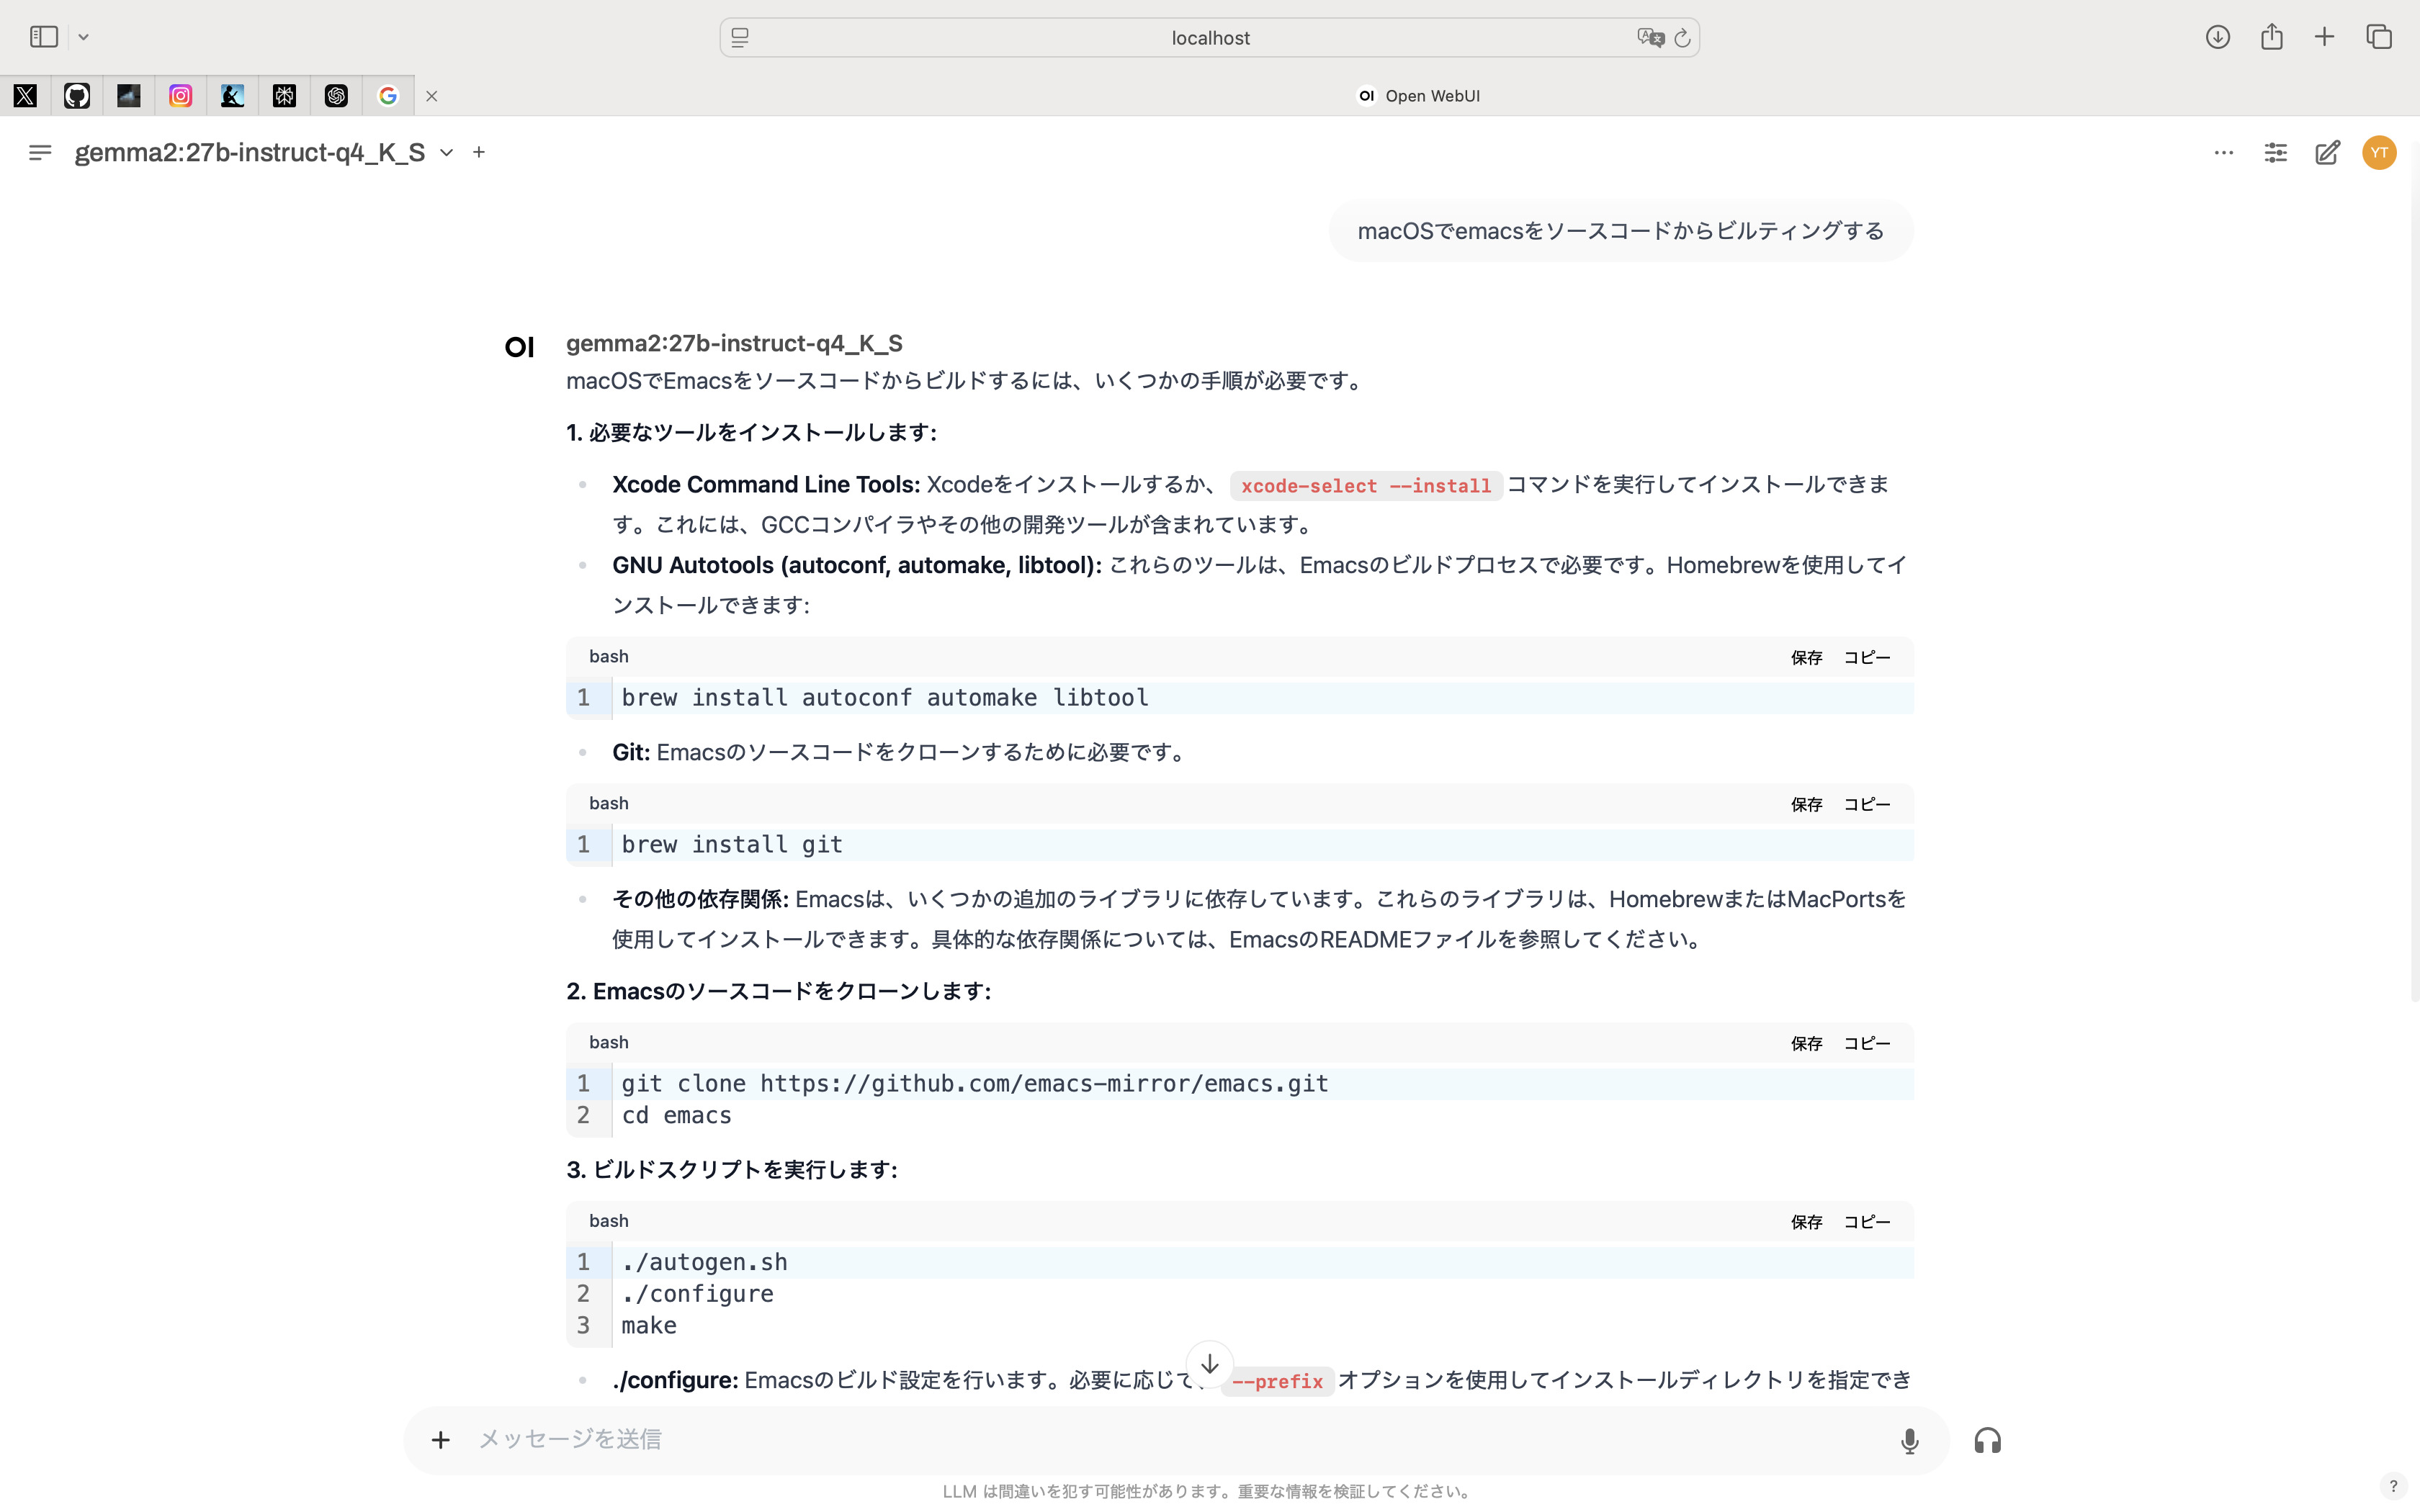 localhost
Open WebUI
gemma2:27b-instruct-q4_K_S
YT
macOSでemacsをソースコードからビルティングする
OI
gemma2:27b-instruct-q4_K_S
macOSでEmacsをソースコードからビルドするには、いくつかの手順が必要です。
1. 必要なツールをインストールします:
Xcode Command Line Tools: Xcodeをインストールするか、 xcode-select --install コマンドを実行してインストールできま
す。これには、GCCコンパイラやその他の開発ツールが含まれています。
GNU Autotools (autoconf, automake, libtool): これらのツールは、Emacsのビルドプロセスで必要です。Homebrewを使用してイ
ンストールできます:
bash 保存 コピー
1 brew install autoconf automake libtool
Git: Emacsのソースコードをクローンするために必要です。
bash 保存 コピー
1 brew install git
その他の依存関係: Emacsは、いくつかの追加のライブラリに依存しています。これらのライブラリは、HomebrewまたはMacPortsを
使用してインストールできます。具体的な依存関係については、EmacsのREADMEファイルを参照してください。
2. Emacsのソースコードをクローンします:
bash 保存 コピー
1 git clone https://github.com/emacs-mirror/emacs.git
2 cd emacs
3. ビルドスクリプトを実行します:
bash 保存 コピー
1 ./autogen.sh
2 ./configure
3 make
./configure: Emacsのビルド設定を行います。必要に応じて、 --prefix オプションを使用してインストールディレクトリを指定でき
メッセージを送信
LLM は間違いを犯す可能性があります。重要な情報を検証してください。
?